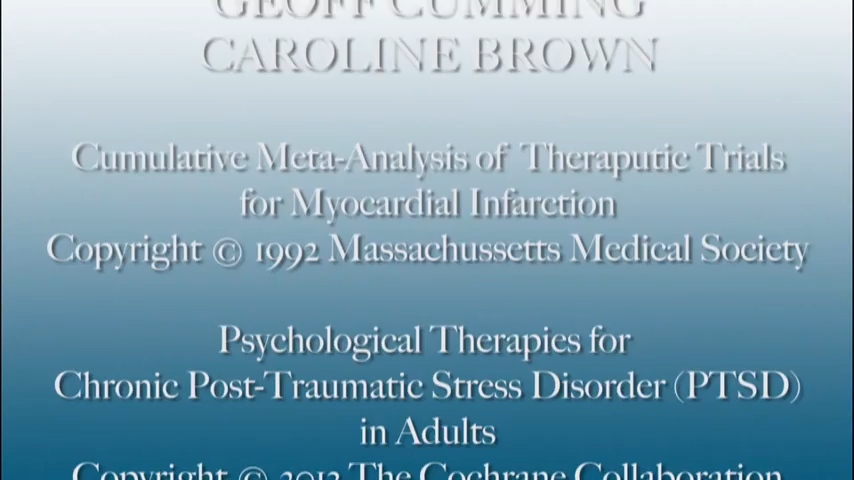 GEOFF CUMMING
CAROLINE BROWN
Cumulative Meta-Analysis of Theraputic Trials
for Myocardial Infarction
Copyright © 1992 Massachussetts Medical Society
Psychological Therapies for
Chronic Post-Traumatic Stress Disorder (PTSD)
in Adults
Copyright © 2013 The Cochrane Collaboration